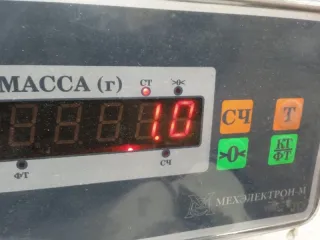 МАССА (г)
СТ
>0<
1.0
ФТ
СЧ
СЧ
Т
>0<
КГ
ФТ
МЕХЭЛЕКТРОН-М